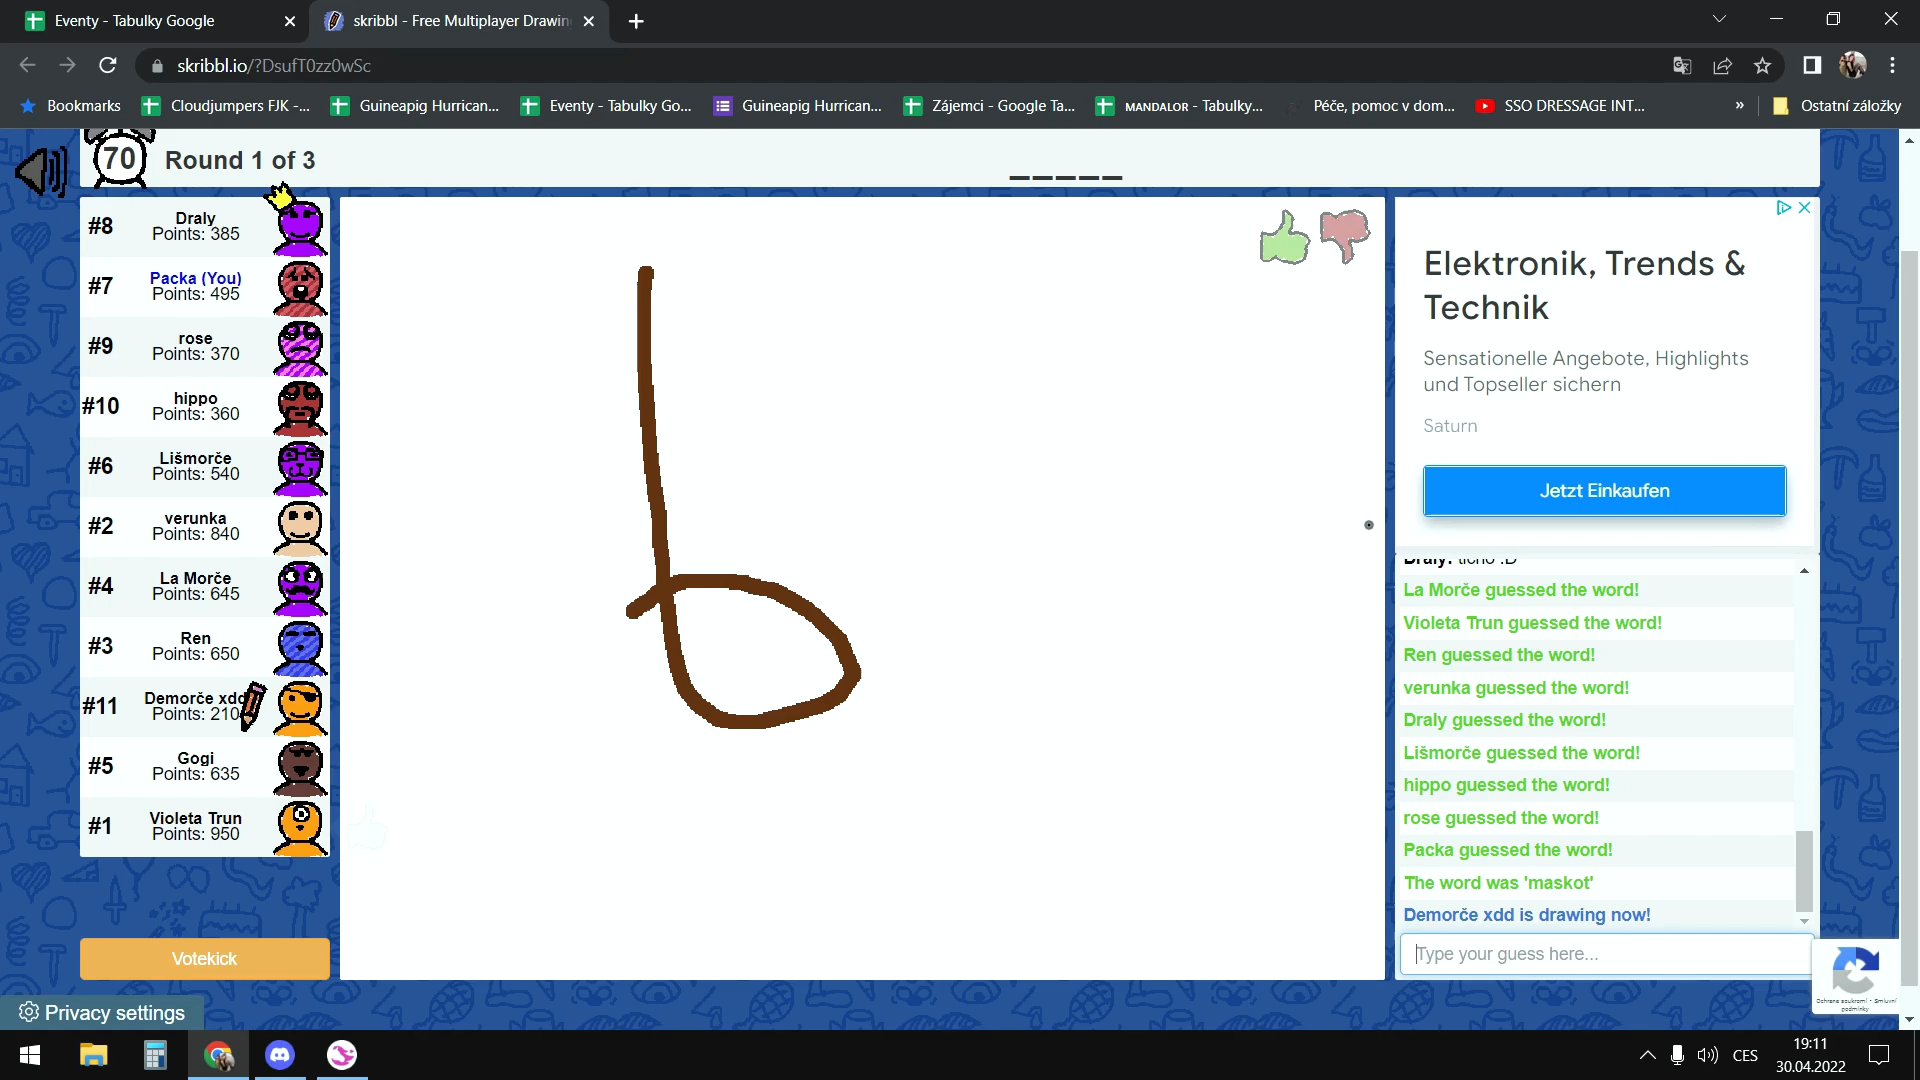 Eventy - Tabulky Google
skribbl - Free Multiplayer Drawin
skribbl.io/?DsufT0zz0wSc
Bookmarks
Cloudjumpers FJK -...
Guineapig Hurrican...
Eventy - Tabulky Go...
Guineapig Hurrican...
Zájemci - Google Ta...
MANDALOR - Tabulky...
Péče, pomoc v dom...
SSO DRESSAGE INT...
»
Ostatní záložky
70
Round 1 of 3
_____
#8
Draly
Points: 385
#7
Packa (You)
Points: 495
#9
rose
Points: 370
#10
hippo
Points: 360
#6
Lišmorče
Points: 540
#2
verunka
Points: 840
#4
La Morče
Points: 645
#3
Ren
Points: 650
#11
Demorče xdd
Points: 210
#5
Gogi
Points: 635
#1
Violeta Trun
Points: 950
Votekick
Privacy settings
Elektronik, Trends &
Technik
Sensationelle Angebote, Highlights
und Topseller sichern
Saturn
Jetzt Einkaufen
Draly: ticho :D
La Morče guessed the word!
Violeta Trun guessed the word!
Ren guessed the word!
verunka guessed the word!
Draly guessed the word!
Lišmorče guessed the word!
hippo guessed the word!
rose guessed the word!
Packa guessed the word!
The word was 'maskot'
Demorče xdd is drawing now!
Type your guess here...
Ochrana soukromí - Smluvní
podmínky
CES
19:11
30.04.2022